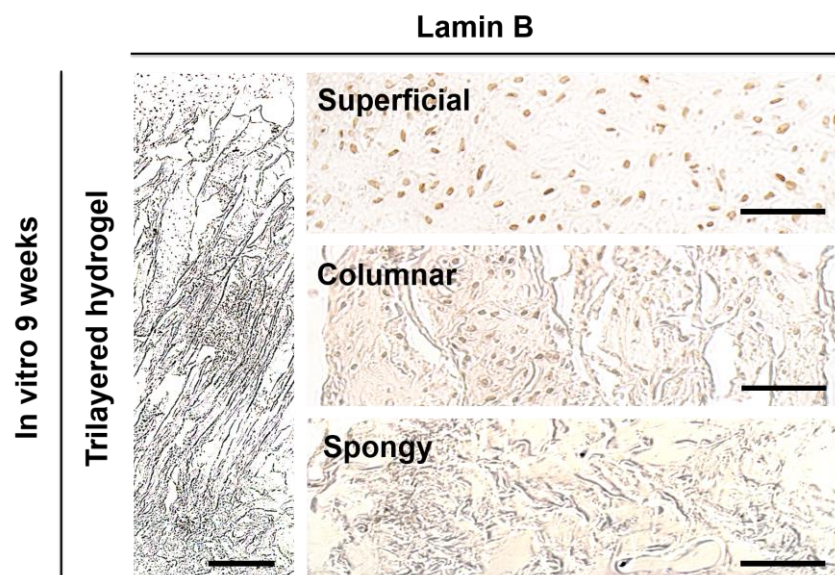 Lamin B
In vitro 9 weeks
Trilayered hydrogel
Superficial
Columnar
Spongy